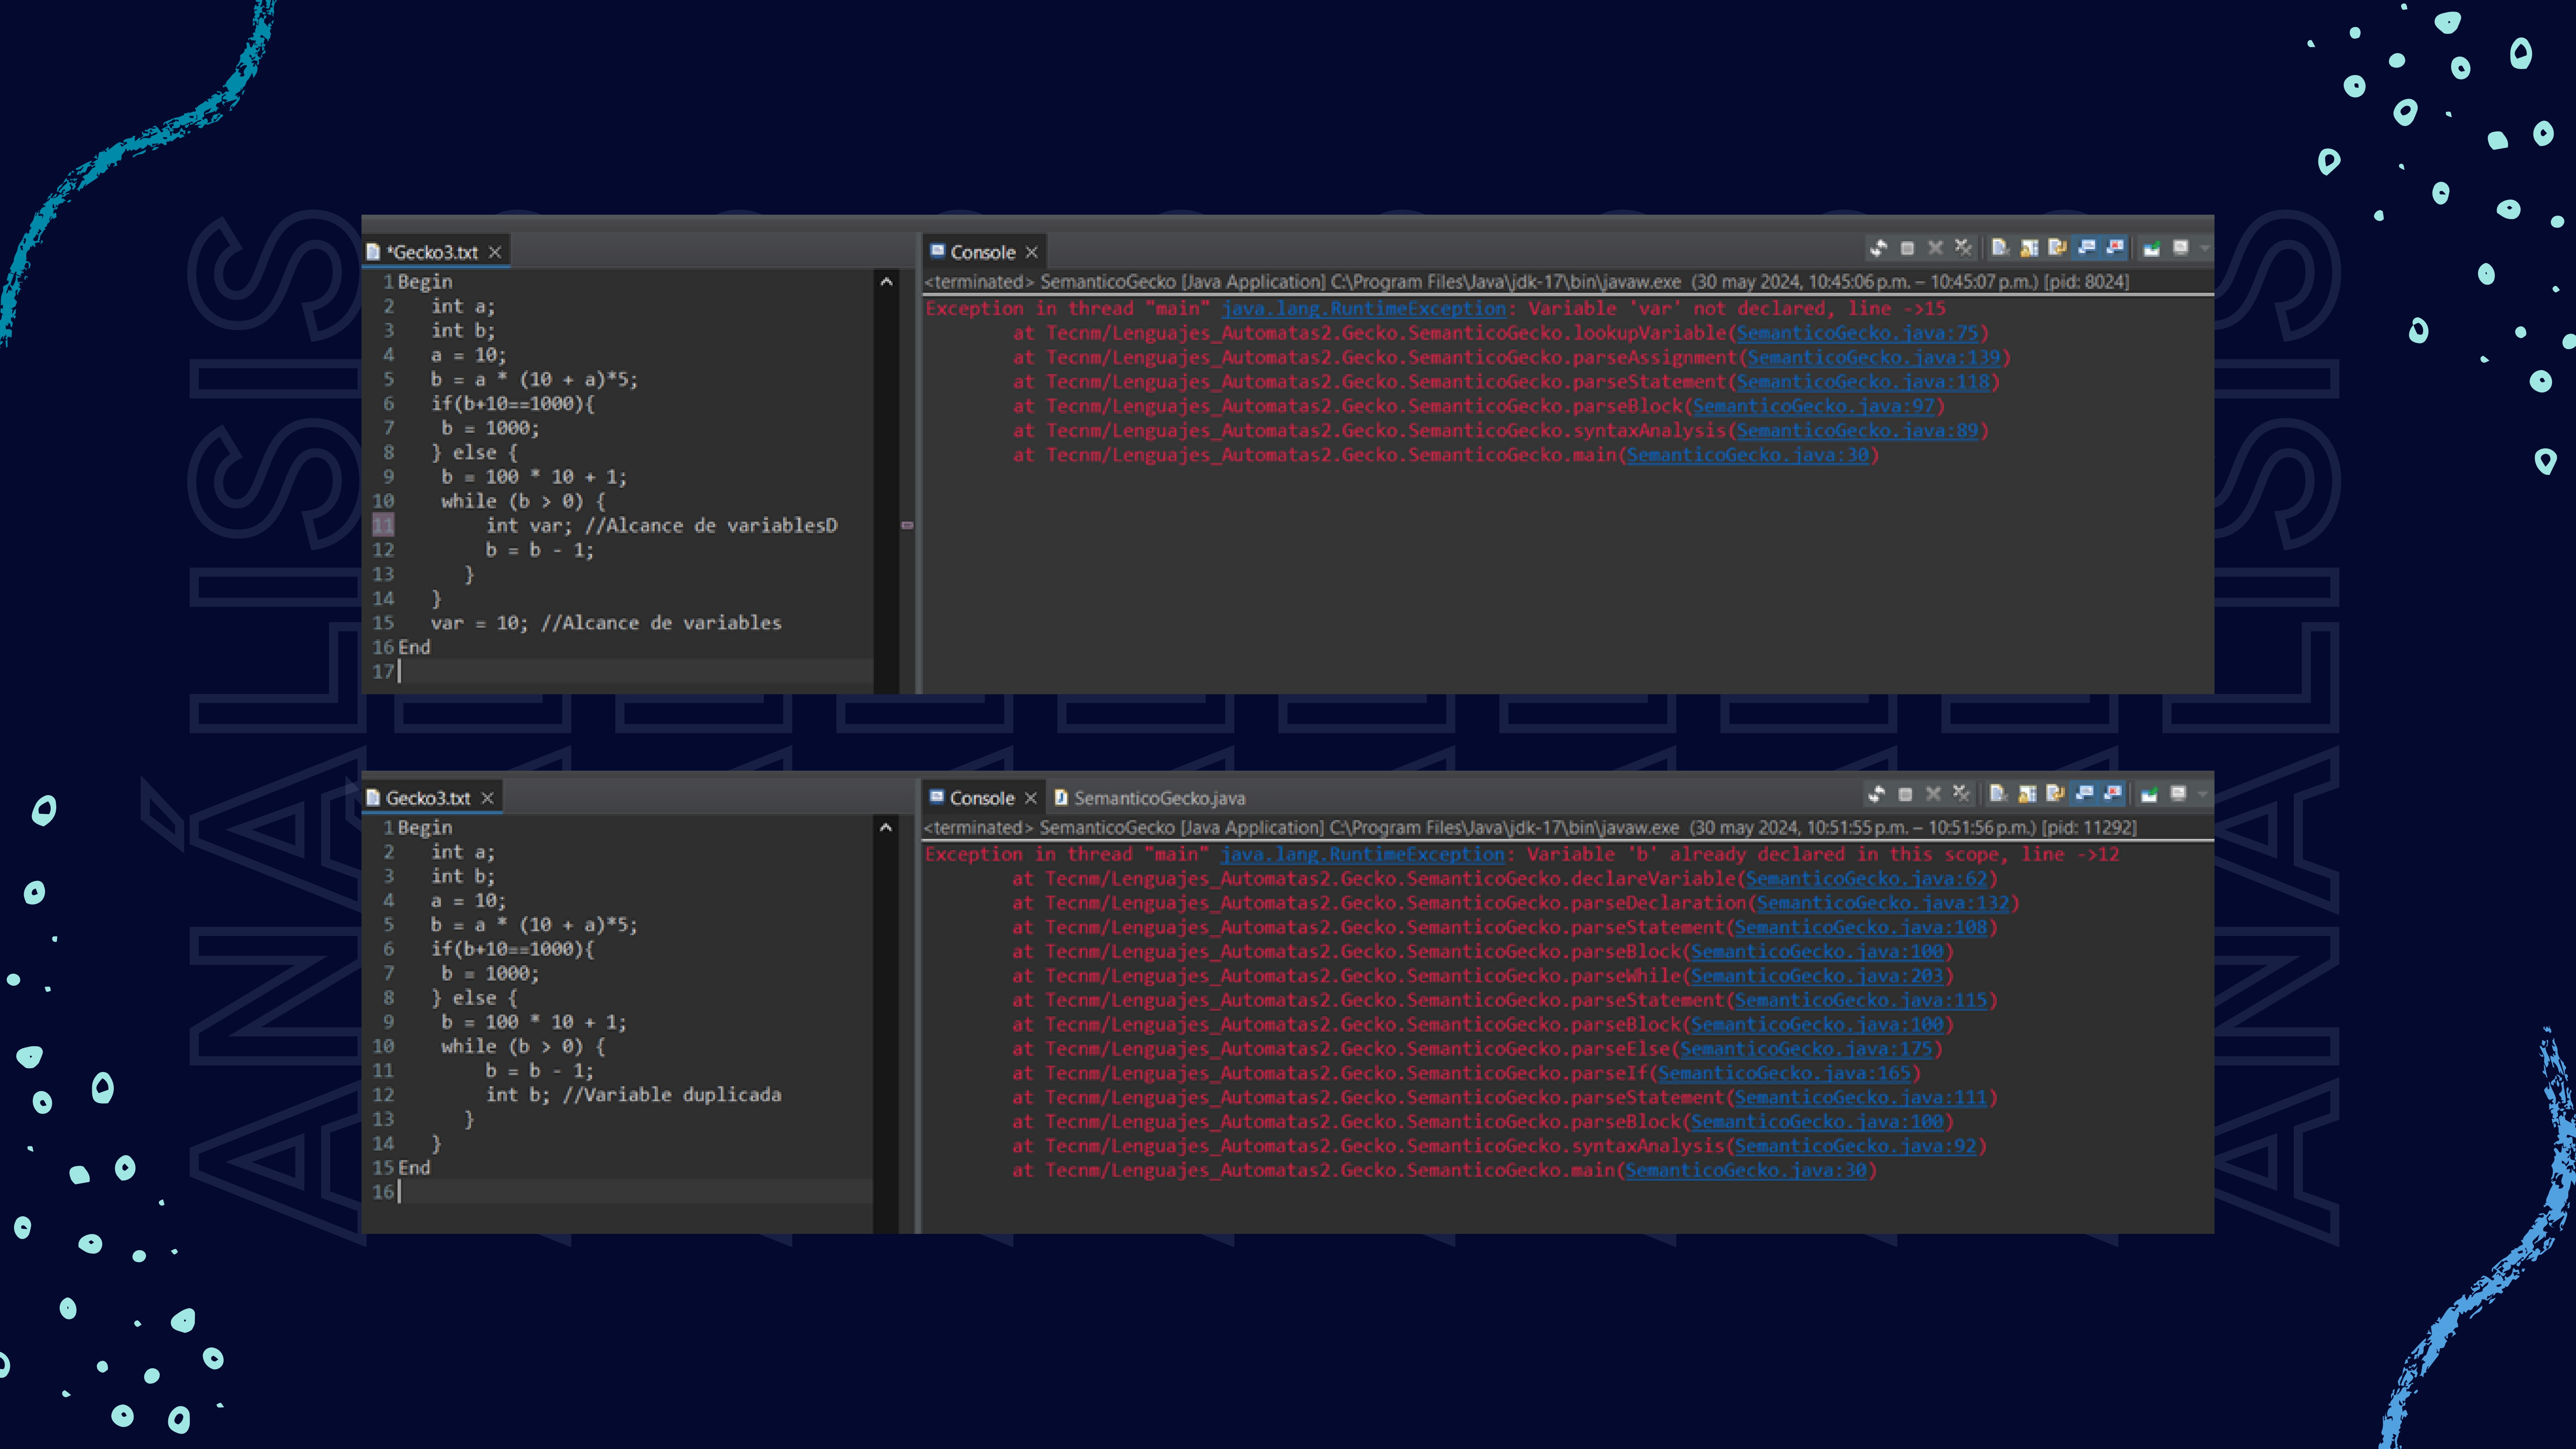 ANÁLISIS
*Gecko3.txt
1 Begin
2 int a;
3 int b;
4 a = 10;
5 b = a * (10 + a)*5;
6 if(b+10==1000){
7 b = 1000;
8 } else {
9 b = 100 * 10 + 1;
10 while (b > 0) {
11 int var; //Alcance de variablesD
12 b = b - 1;
13 }
14 }
15 var = 10; //Alcance de variables
16 End
17
Console
<terminated> SemanticoGecko [Java Application] C:\Program Files\Java\jdk-17\bin\javaw.exe (30 may 2024, 10:45:06 p.m. – 10:45:07 p.m.) [pid: 8024]
Exception in thread "main" java.lang.RuntimeException: Variable 'var' not declared, line ->15
at Tecnm/Lenguajes_Automatas2.Gecko.SemanticoGecko.lookupVariable(SemanticoGecko.java:75)
at Tecnm/Lenguajes_Automatas2.Gecko.SemanticoGecko.parseAssignment(SemanticoGecko.java:139)
at Tecnm/Lenguajes_Automatas2.Gecko.SemanticoGecko.parseStatement(SemanticoGecko.java:118)
at Tecnm/Lenguajes_Automatas2.Gecko.SemanticoGecko.parseBlock(SemanticoGecko.java:97)
at Tecnm/Lenguajes_Automatas2.Gecko.SemanticoGecko.syntaxAnalysis(SemanticoGecko.java:89)
at Tecnm/Lenguajes_Automatas2.Gecko.SemanticoGecko.main(SemanticoGecko.java:30)
Gecko3.txt
1 Begin
2 int a;
3 int b;
4 a = 10;
5 b = a * (10 + a)*5;
6 if(b+10==1000){
7 b = 1000;
8 } else {
9 b = 100 * 10 + 1;
10 while (b > 0) {
11 b = b - 1;
12 int b; //Variable duplicada
13 }
14 }
15 End
16
Console SemanticoGecko.java
<terminated> SemanticoGecko [Java Application] C:\Program Files\Java\jdk-17\bin\javaw.exe (30 may 2024, 10:51:55 p.m. – 10:51:56 p.m.) [pid: 11292]
Exception in thread "main" java.lang.RuntimeException: Variable 'b' already declared in this scope, line ->12
at Tecnm/Lenguajes_Automatas2.Gecko.SemanticoGecko.declareVariable(SemanticoGecko.java:62)
at Tecnm/Lenguajes_Automatas2.Gecko.SemanticoGecko.parseDeclaration(SemanticoGecko.java:132)
at Tecnm/Lenguajes_Automatas2.Gecko.SemanticoGecko.parseStatement(SemanticoGecko.java:108)
at Tecnm/Lenguajes_Automatas2.Gecko.SemanticoGecko.parseBlock(SemanticoGecko.java:100)
at Tecnm/Lenguajes_Automatas2.Gecko.SemanticoGecko.parseWhile(SemanticoGecko.java:203)
at Tecnm/Lenguajes_Automatas2.Gecko.SemanticoGecko.parseStatement(SemanticoGecko.java:115)
at Tecnm/Lenguajes_Automatas2.Gecko.SemanticoGecko.parseBlock(SemanticoGecko.java:100)
at Tecnm/Lenguajes_Automatas2.Gecko.SemanticoGecko.parseElse(SemanticoGecko.java:175)
at Tecnm/Lenguajes_Automatas2.Gecko.SemanticoGecko.parseIf(SemanticoGecko.java:165)
at Tecnm/Lenguajes_Automatas2.Gecko.SemanticoGecko.parseStatement(SemanticoGecko.java:111)
at Tecnm/Lenguajes_Automatas2.Gecko.SemanticoGecko.parseBlock(SemanticoGecko.java:100)
at Tecnm/Lenguajes_Automatas2.Gecko.SemanticoGecko.syntaxAnalysis(SemanticoGecko.java:92)
at Tecnm/Lenguajes_Automatas2.Gecko.SemanticoGecko.main(SemanticoGecko.java:30)
ANALISIS